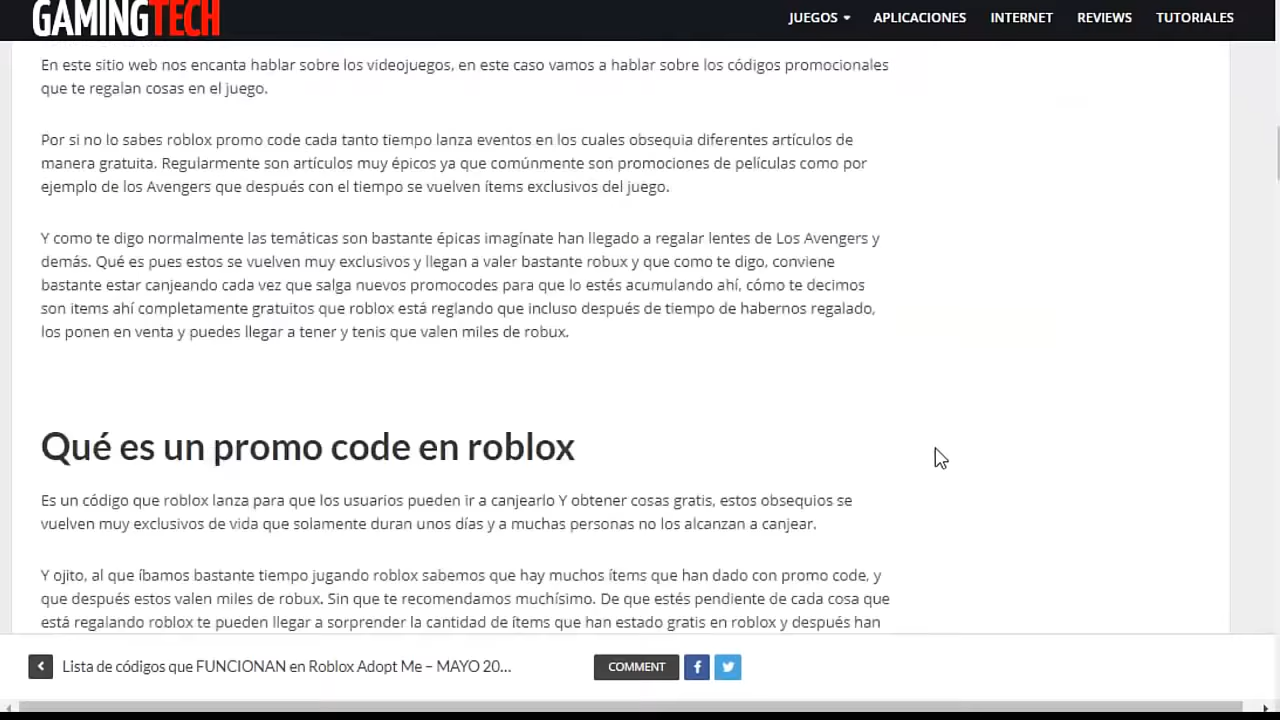 GAMINGTECH
JUEGOS
APLICACIONES
INTERNET
REVIEWS
TUTORIALES
En este sitio web nos encanta hablar sobre los videojuegos, en este caso vamos a hablar sobre los códigos promocionales
que te regalan cosas en el juego.
Por si no lo sabes roblox promo code cada tanto tiempo lanza eventos en los cuales obsequia diferentes artículos de
manera gratuita. Regularmente son artículos muy épicos ya que comúnmente son promociones de películas como por
ejemplo de los Avengers que después con el tiempo se vuelven ítems exclusivos del juego.
Y como te digo normalmente las temáticas son bastante épicas imagínate han llegado a regalar lentes de Los Avengers y
demás. Qué es pues estos se vuelven muy exclusivos y llegan a valer bastante robux y que como te digo, conviene
bastante estar canjeando cada vez que salga nuevos promocodes para que lo estés acumulando ahí, cómo te decimos
son items ahí completamente gratuitos que roblox está reglando que incluso después de tiempo de habernos regalado,
los ponen en venta y puedes llegar a tener y tenis que valen miles de robux.
Qué es un promo code en roblox
Es un código que roblox lanza para que los usuarios pueden ir a canjearlo Y obtener cosas gratis, estos obsequios se
vuelven muy exclusivos de vida que solamente duran unos días y a muchas personas no los alcanzan a canjear.
Y ojito, al que íbamos bastante tiempo jugando roblox sabemos que hay muchos ítems que han dado con promo code, y
que después estos valen miles de robux. Sin que te recomendamos muchísimo. De que estés pendiente de cada cosa que
está regalando roblox te pueden llegar a sorprender la cantidad de ítems que han estado gratis en roblox y después han
Lista de códigos que FUNCIONAN en Roblox Adopt Me – MAYO 20...
COMMENT